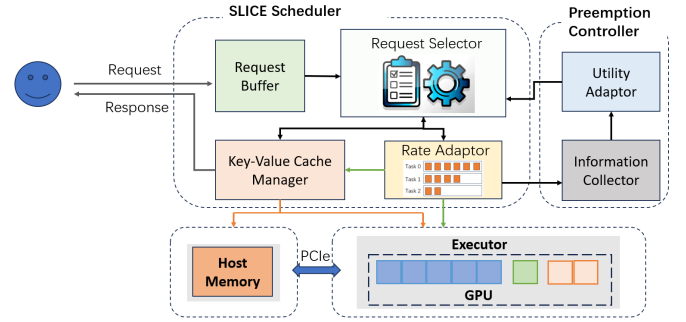 SLICE Scheduler
Preemption
Controller
Request Selector
Request
Response
Request
Buffer
Utility
Adaptor
Key-Value Cache
Manager
Rate Adaptor
Task 0
Task 1
Task 2
Information
Collector
Host
Memory
PCIe
Executor
GPU